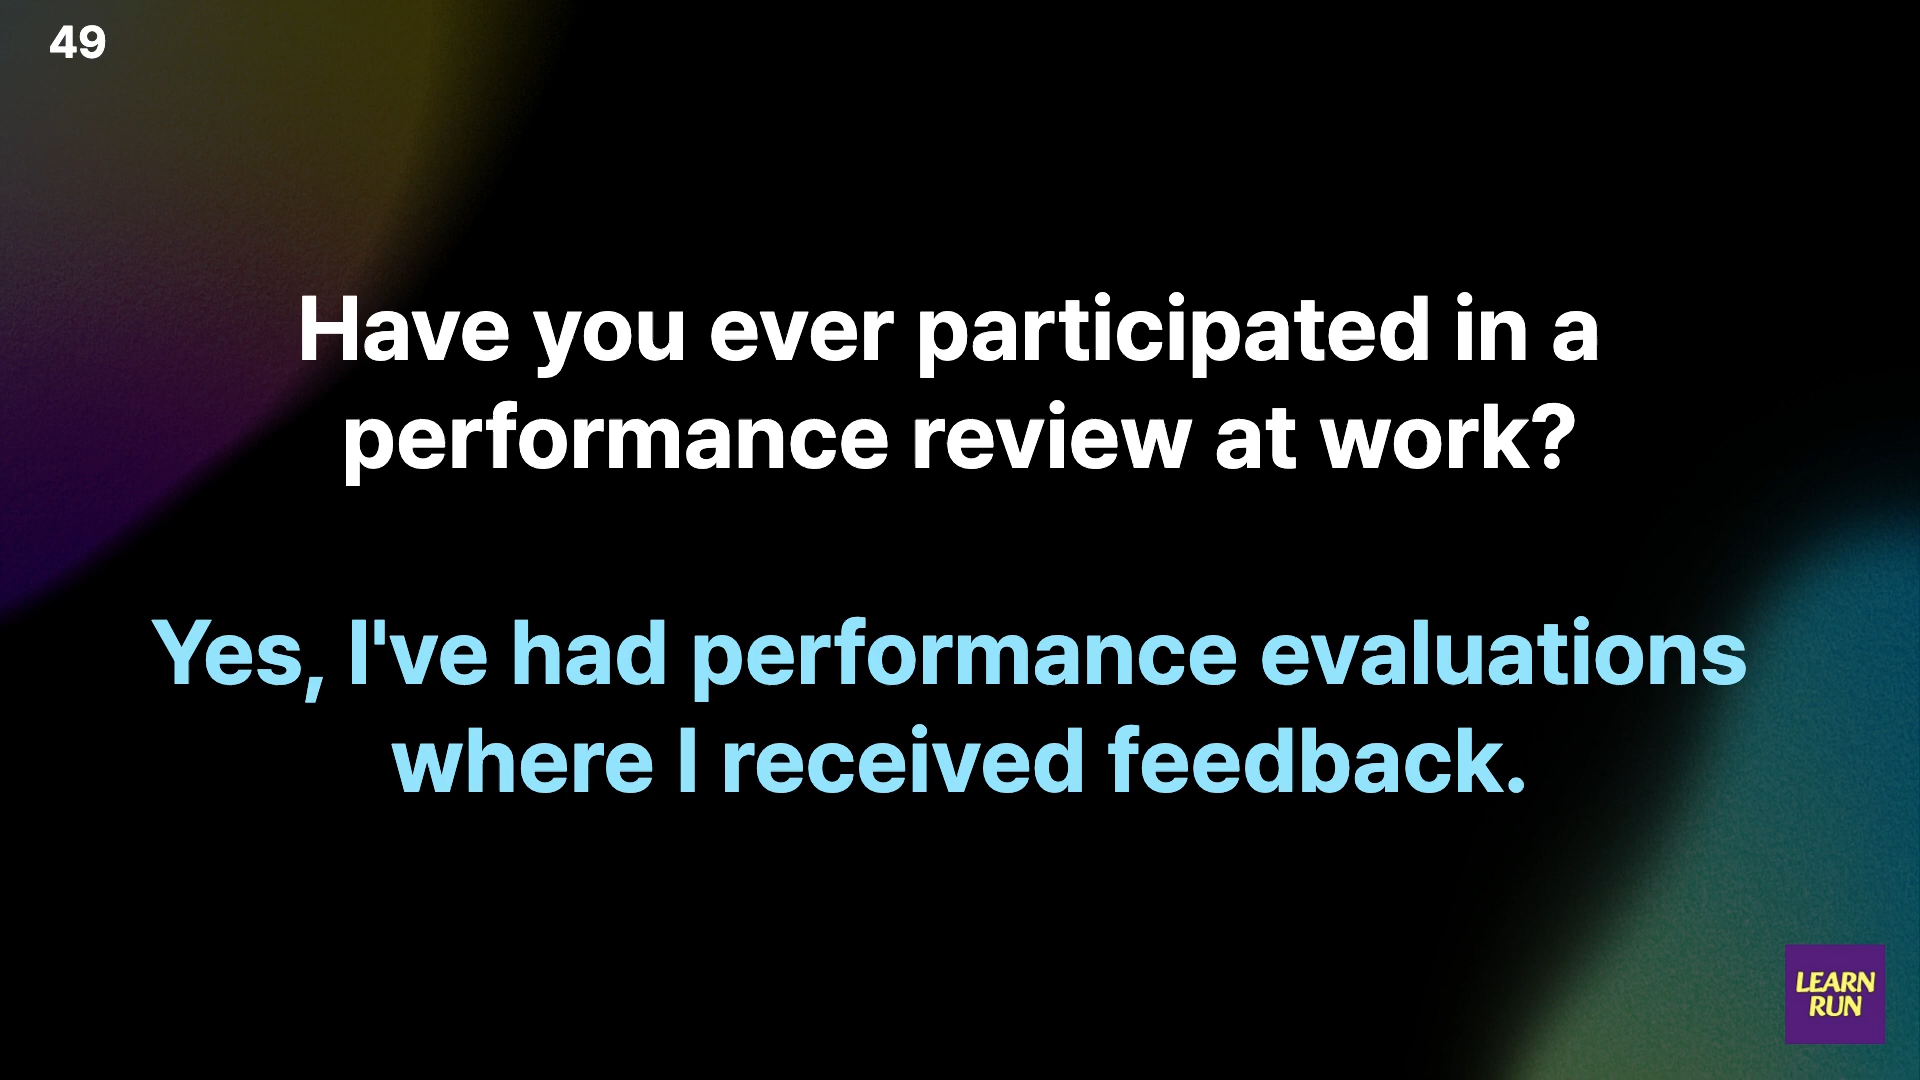 49
Have you ever participated in a
performance review at work?
Yes, I've had performance evaluations
where I received feedback.
LEARN
RUN